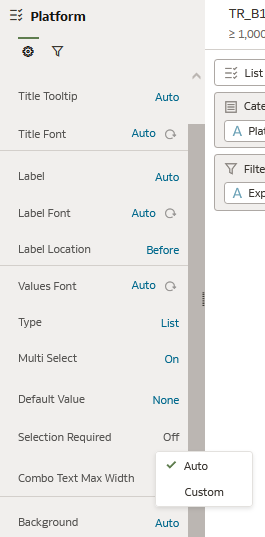 Platform
Title Tooltip Auto
Title Font Auto
Label Auto
Label Font Auto
Label Location Before
Values Font Auto
Type List
Multi Select On
Default Value None
Selection Required Off
Combo Text Max Width
Auto
Custom
Background Auto
TR_B1
≥ 1,000
List
Cate
A Plat
Filte
A Exp